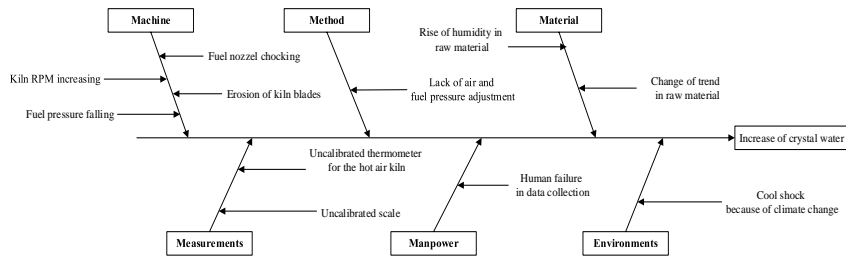 Machine
Method
Material
Rise of humidity in
raw material
Fuel nozzel chocking
Kiln RPM increasing
Erosion of kiln blades
Lack of air and
fuel pressure adjustment
Change of trend
in raw material
Fuel pressure falling
Increase of crystal water
Uncalibrated thermometer
for the hot air kiln
Human failure
in data collection
Cool shock
because of climate change
Uncalibrated scale
Measurements
Manpower
Environments